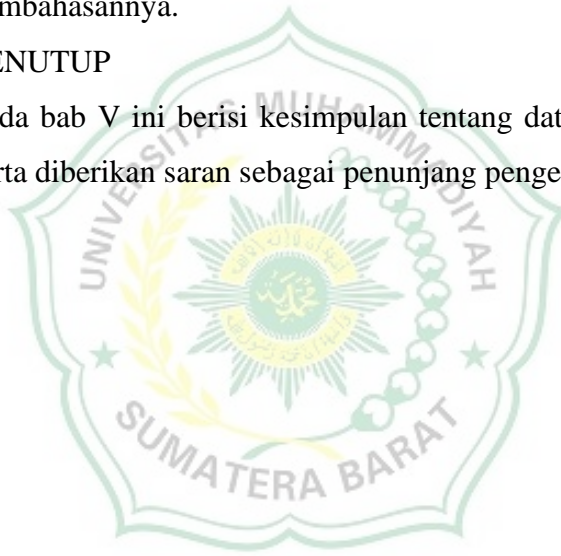 mbahasannya.
ENUTUP
da bab V ini berisi kesimpulan tentang dat
rta diberikan saran sebagai penunjang penge
UNIVERSITAS MUHAMMADIYAH
SUMATERA BARAT